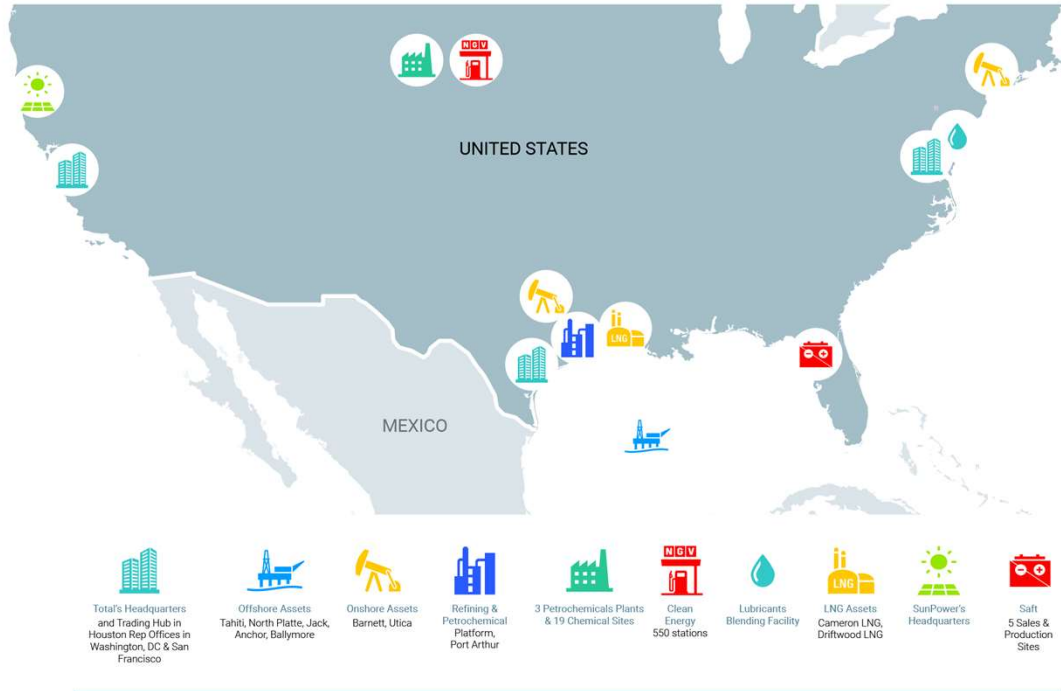 NGV
UNITED STATES
LNG
MEXICO
NGV
LNG
Total's Headquarters
and Trading Hub in
Houston Rep Offices in
Washington, DC & San
Francisco
Offshore Assets
Tahiti, North Platte, Jack,
Anchor, Ballymore
Onshore Assets
Barnett, Utica
Refining &
Petrochemical
Platform,
Port Arthur
3 Petrochemicals Plants
& 19 Chemical Sites
Clean
Energy
550 stations
Lubricants
Blending Facility
LNG Assets
Cameron LNG,
Driftwood LNG
SunPower's
Headquarters
Saft
5 Sales &
Production
Sites